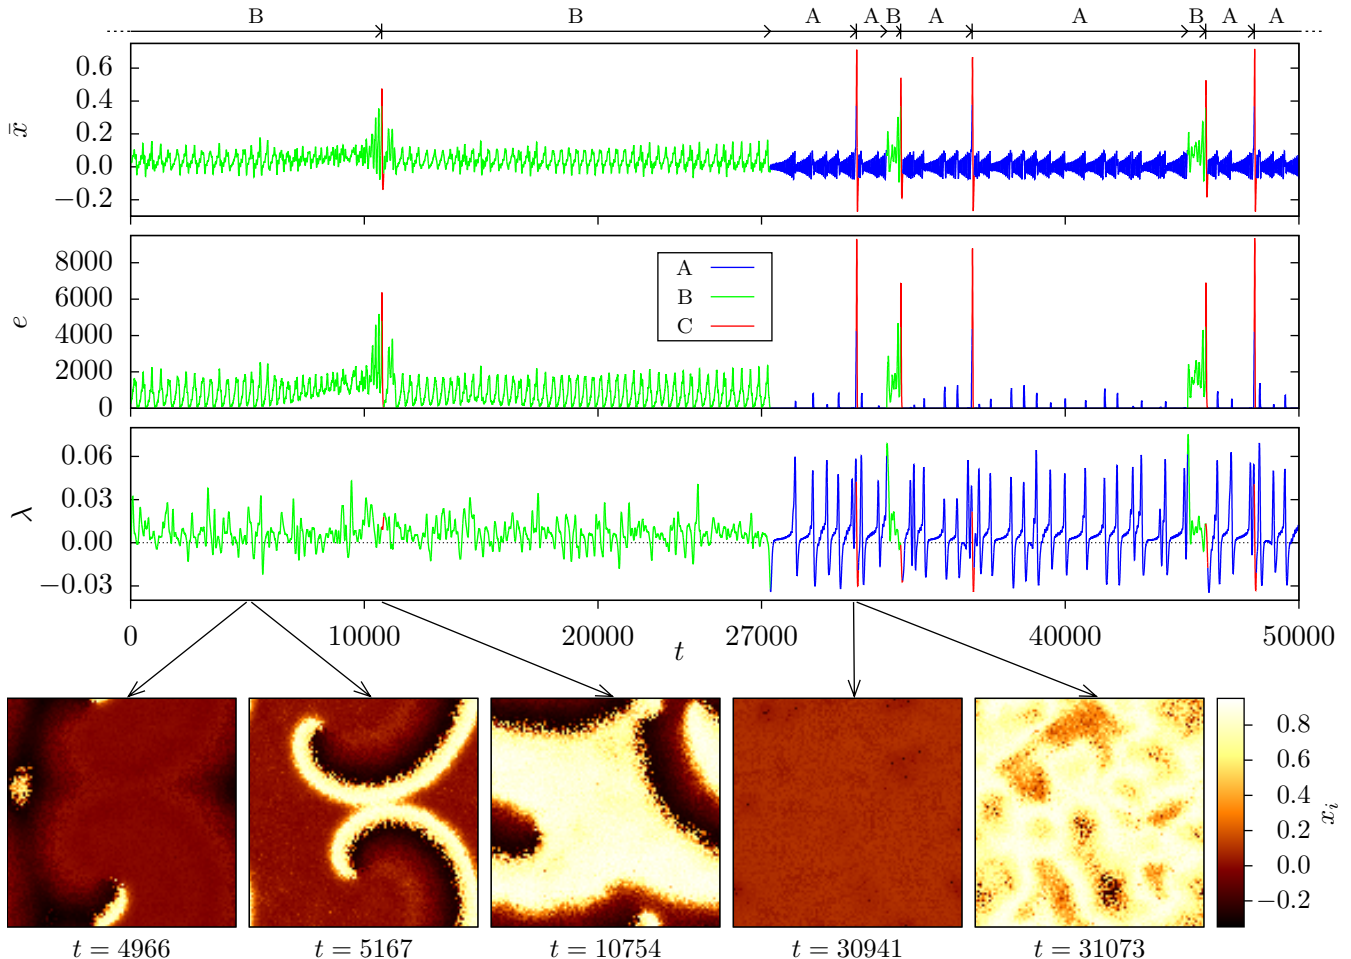 B B A A B A A B A A
x̄
0.6
0.4
0.2
0.0
−0.2
e
8000
6000
4000
2000
0
A
B
C
λ
0.06
0.03
0.00
−0.03
0 10000 20000 27000 40000 50000
t
0.8
0.6
0.4
0.2
0.0
−0.2
x_i
t = 4966 t = 5167 t = 10754 t = 30941 t = 31073